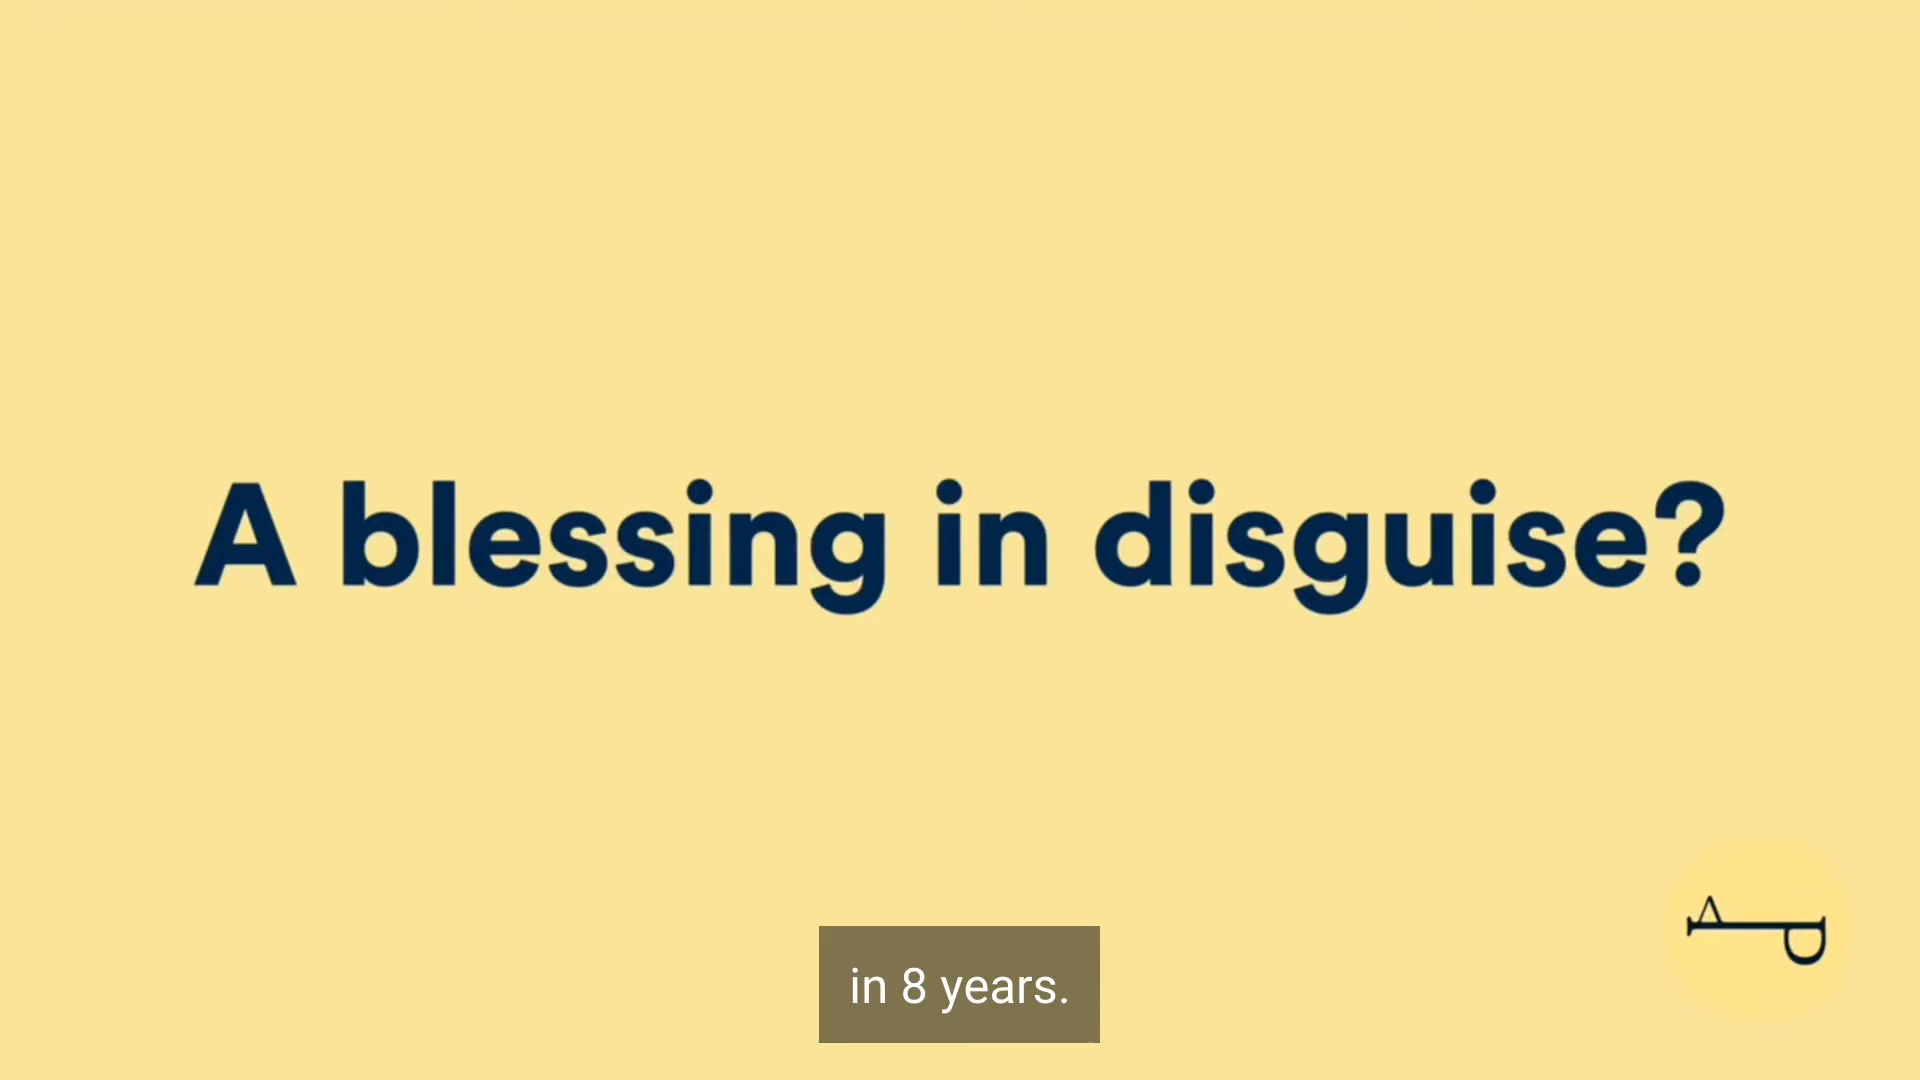 A blessing in disguise?
in 8 years.